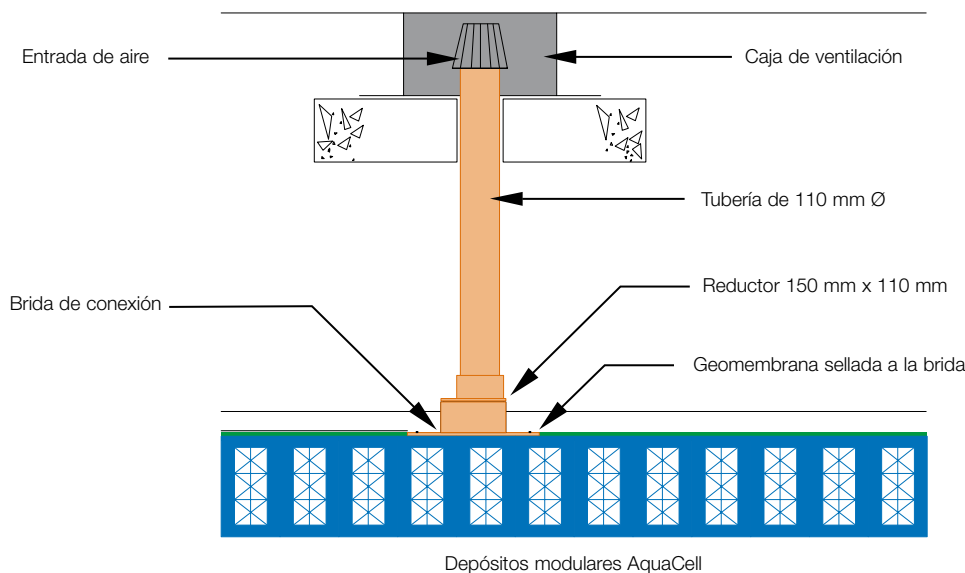 Entrada de aire
Caja de ventilación
Tubería de 110 mm Ø
Brida de conexión
Reductor 150 mm x 110 mm
Geomembrana sellada a la brida
Depósitos modulares AquaCell